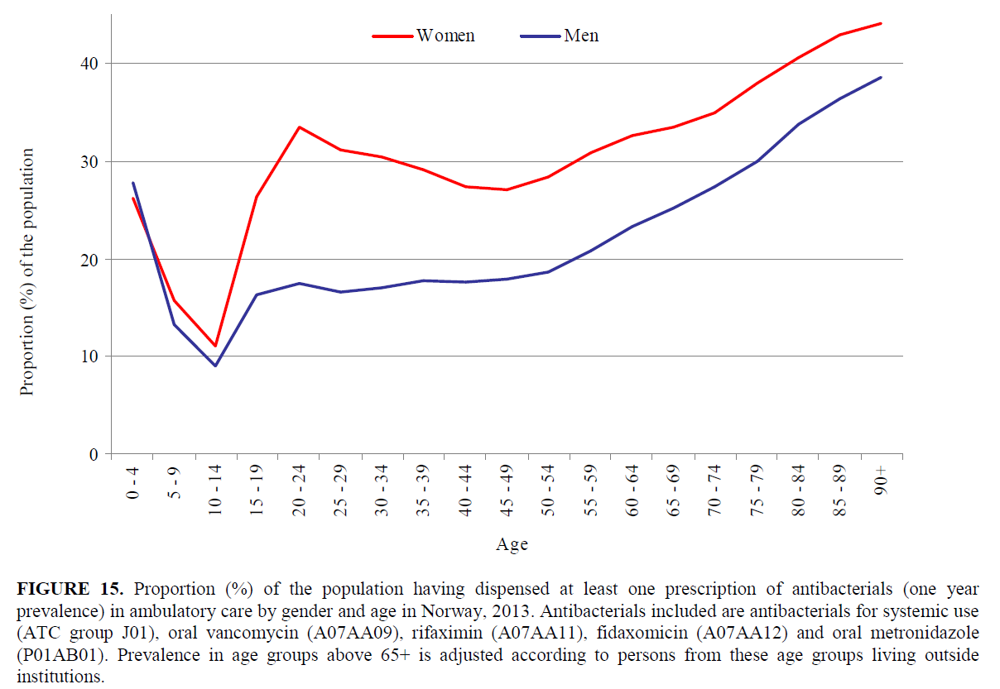 Women Men
40
30
20
10
0
Proportion (%) of the population
0 - 4
5 - 9
10 - 14
15 - 19
20 - 24
25 - 29
30 - 34
35 - 39
40 - 44
45 - 49
50 - 54
55 - 59
60 - 64
65 - 69
70 - 74
75 - 79
80 - 84
85 - 89
90+
Age
FIGURE 15. Proportion (%) of the population having dispensed at least one prescription of antibacterials (one year
prevalence) in ambulatory care by gender and age in Norway, 2013. Antibacterials included are antibacterials for systemic use
(ATC group J01), oral vancomycin (A07AA09), rifaximin (A07AA11), fidaxomicin (A07AA12) and oral metronidazole
(P01AB01). Prevalence in age groups above 65+ is adjusted according to persons from these age groups living outside
institutions.